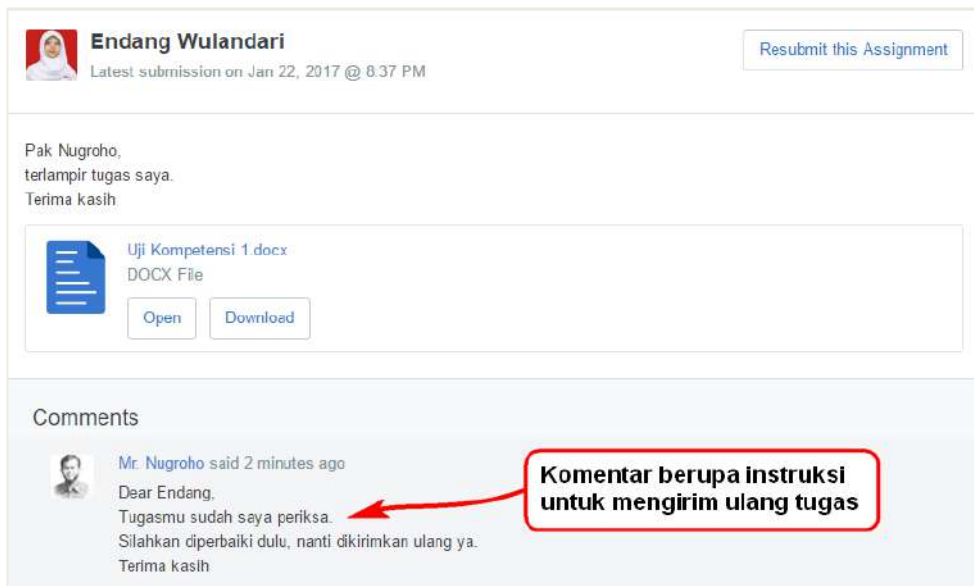 Endang Wulandari
Latest submission on Jan 22, 2017 @ 8:37 PM
Resubmit this Assignment
Pak Nugroho,
terlampir tugas saya.
Terima kasih
Uji Kompetensi 1.docx
DOCX File
Open
Download
Comments
Mr. Nugroho said 2 minutes ago
Dear Endang,
Tugasmu sudah saya periksa.
Silahkan diperbaiki dulu, nanti dikirimkan ulang ya.
Terima kasih
Komentar berupa instruksi
untuk mengirim ulang tugas